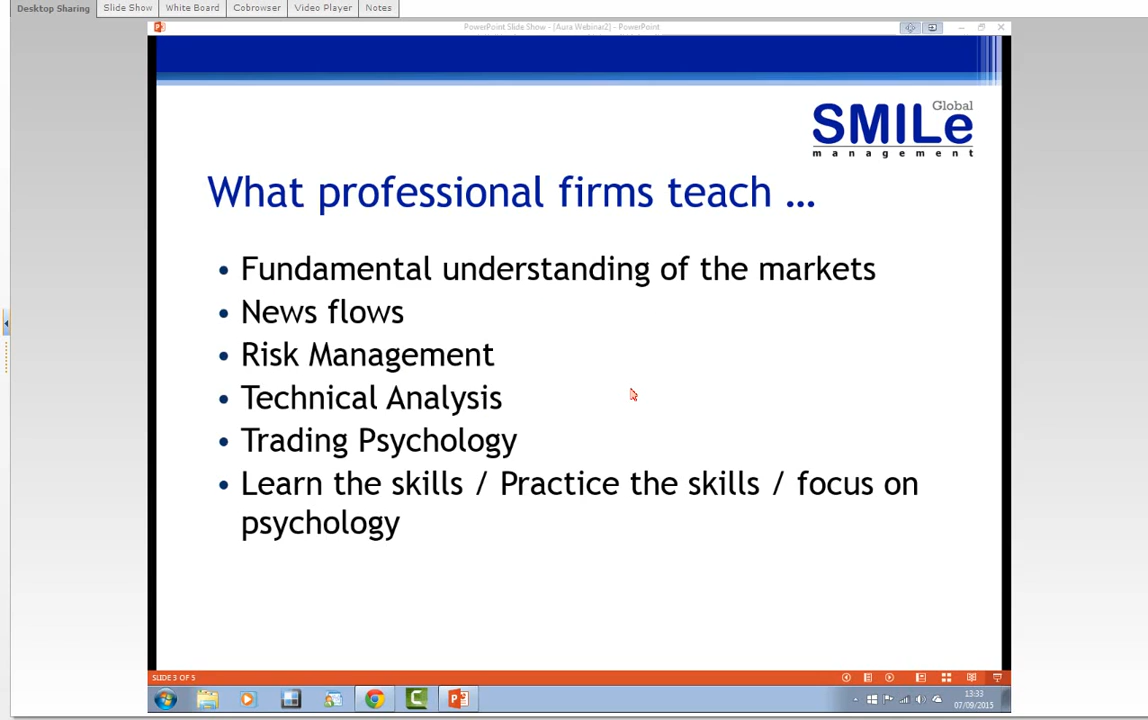 Desktop Sharing Slide Show White Board Cobrowser Video Player Notes
PowerPoint Slide Show - [Aura Webinar2] - PowerPoint
Global
SMILe
management
What professional firms teach ...
• Fundamental understanding of the markets
• News flows
• Risk Management
• Technical Analysis
• Trading Psychology
• Learn the skills / Practice the skills / focus on
psychology
SLIDE 3 OF 5
13:33
07/09/2015